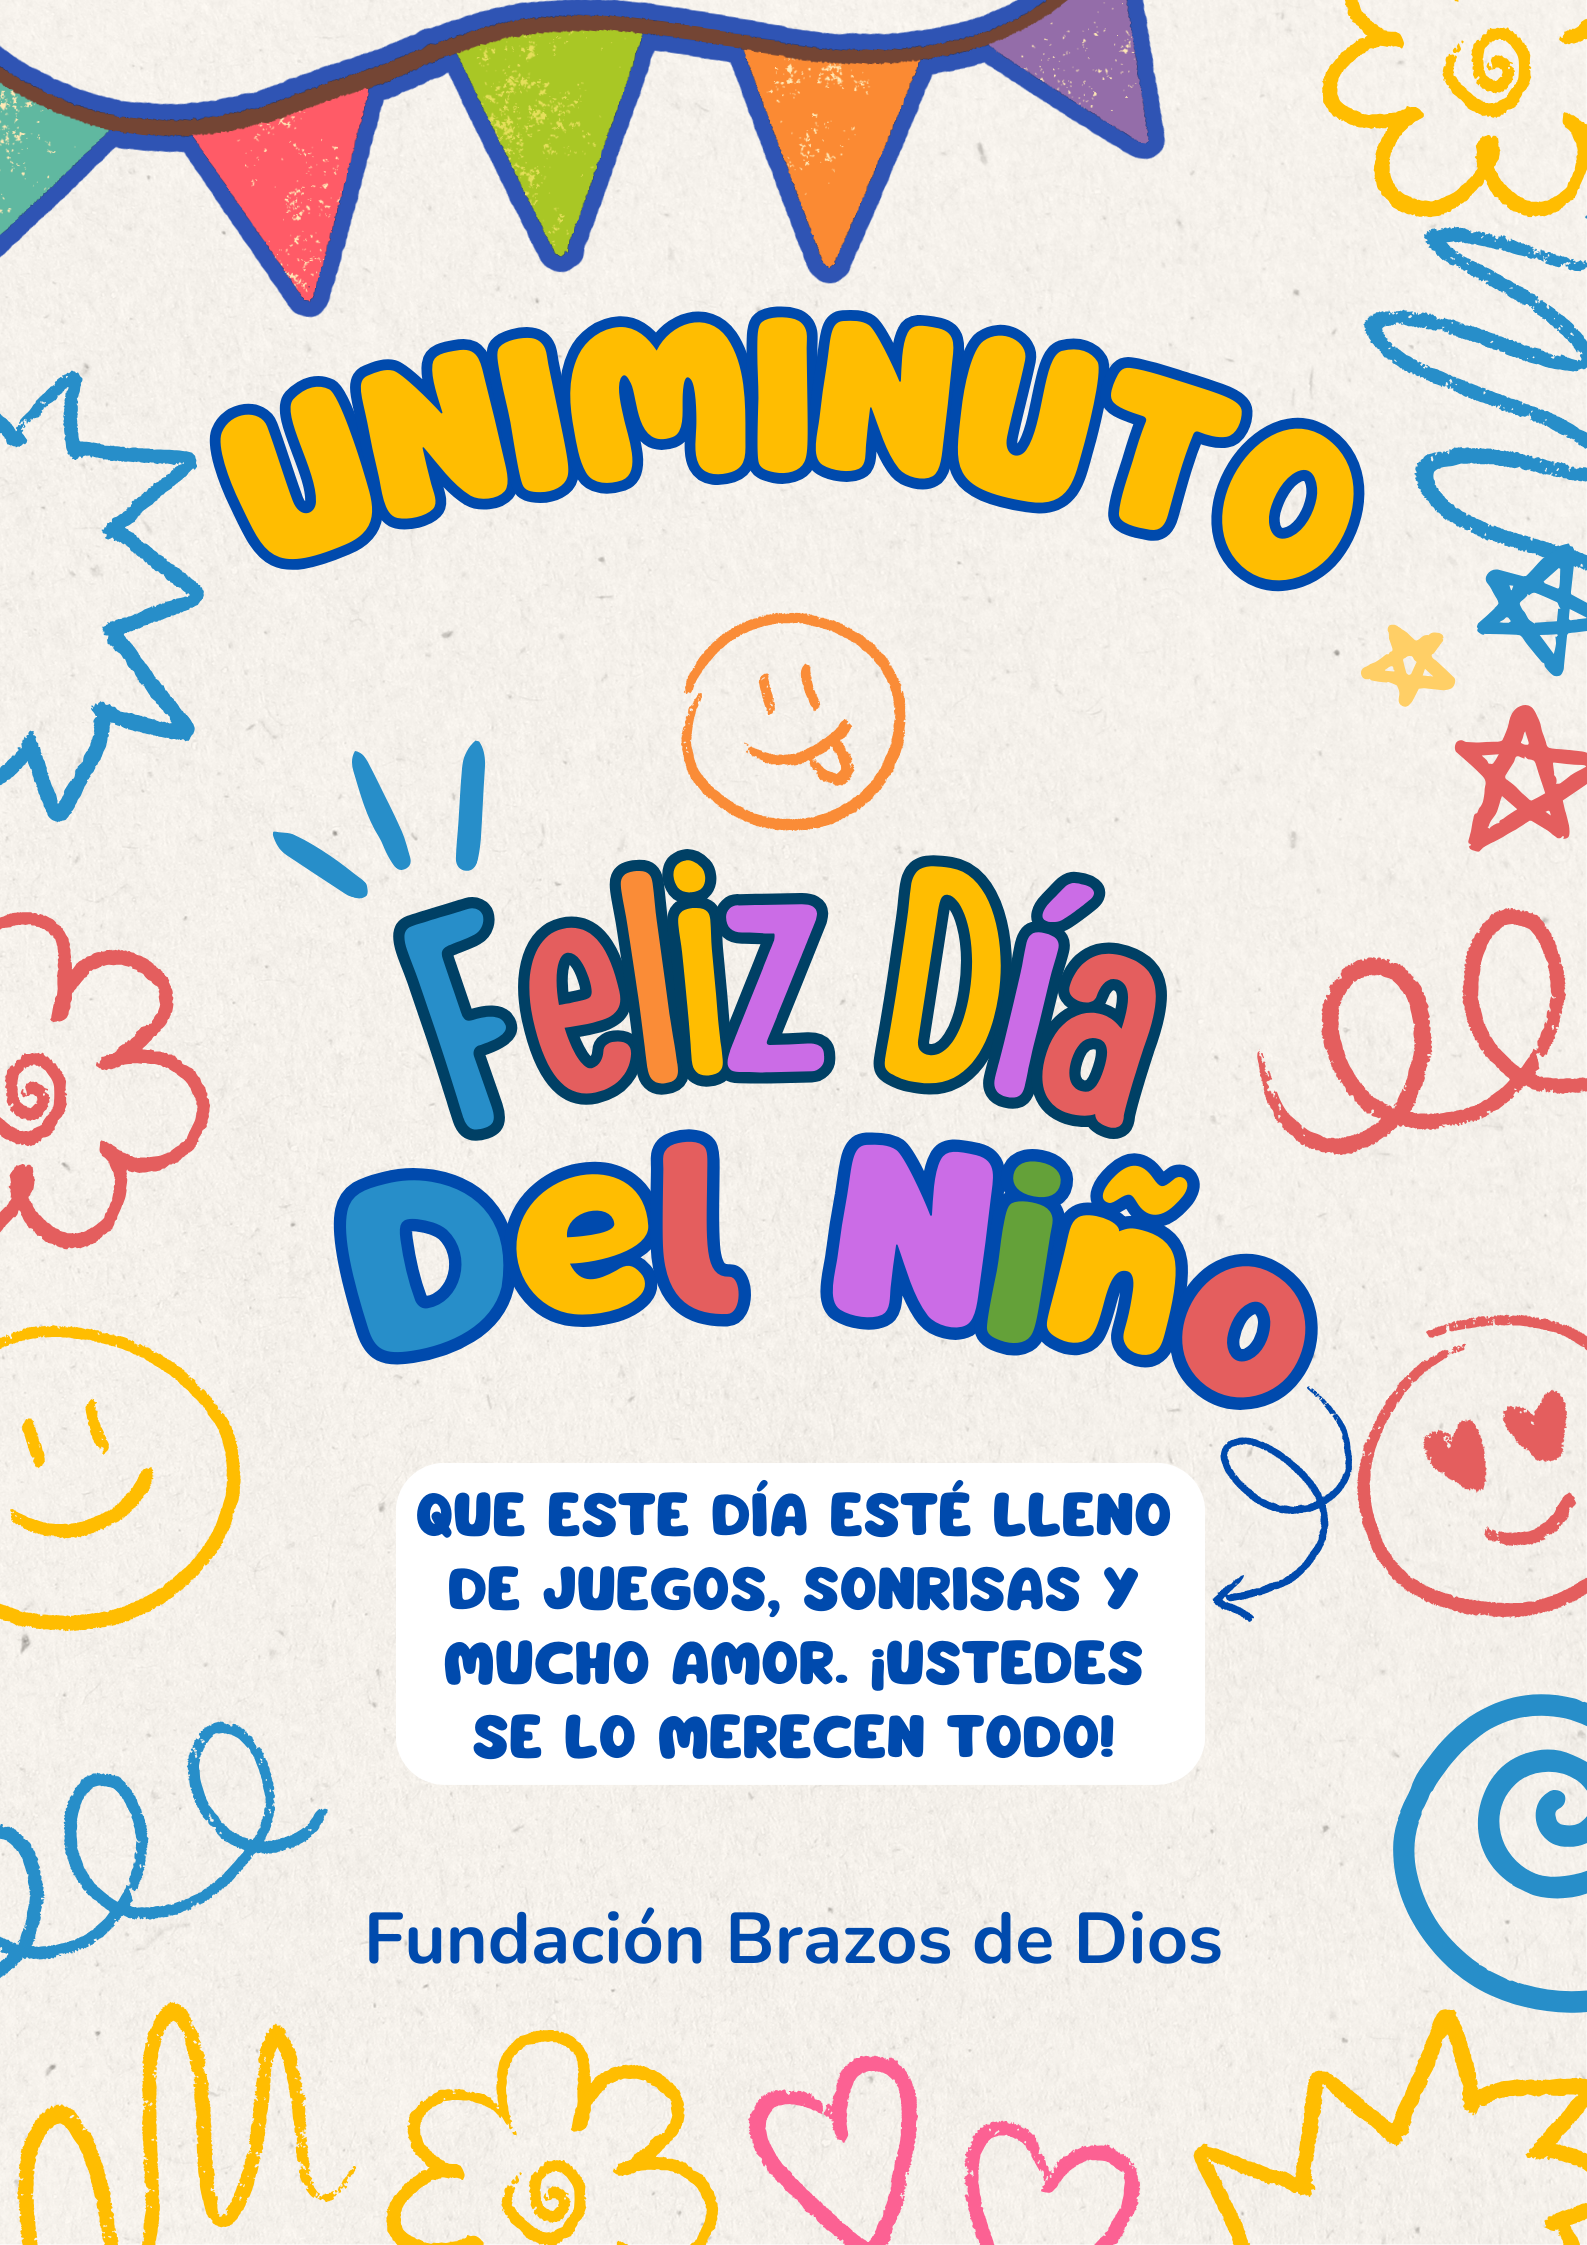 UNIMINUTO
Feliz Día
Del Niño
QUE ESTE DÍA ESTÉ LLENO
DE JUEGOS, SONRISAS Y
MUCHO AMOR. ¡USTEDES
SE LO MERECEN TODO!
Fundación Brazos de Dios